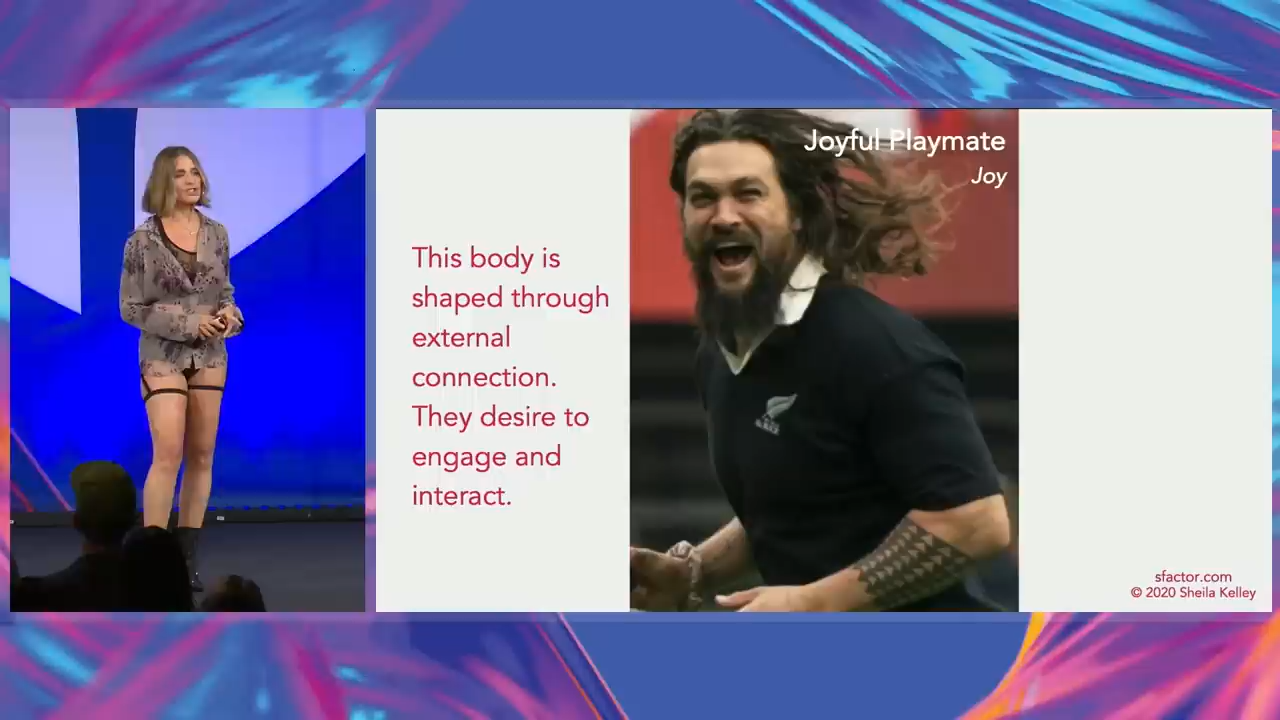 Joyful Playmate
Joy
This body is
shaped through
external
connection.
They desire to
engage and
interact.
sfactor.com
© 2020 Sheila Kelley